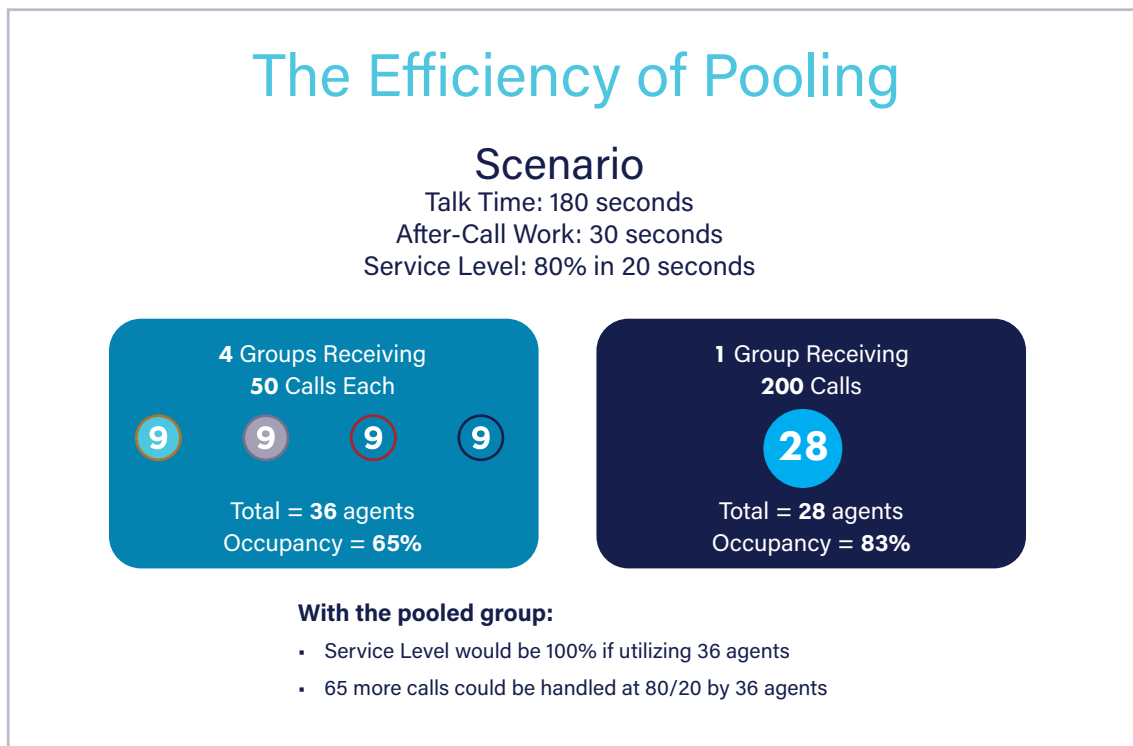 The Efficiency of Pooling
Scenario
Talk Time: 180 seconds
After-Call Work: 30 seconds
Service Level: 80% in 20 seconds
4 Groups Receiving
50 Calls Each
9 9 9 9
Total = 36 agents
Occupancy = 65%
1 Group Receiving
200 Calls
28
Total = 28 agents
Occupancy = 83%
With the pooled group:
• Service Level would be 100% if utilizing 36 agents
• 65 more calls could be handled at 80/20 by 36 agents